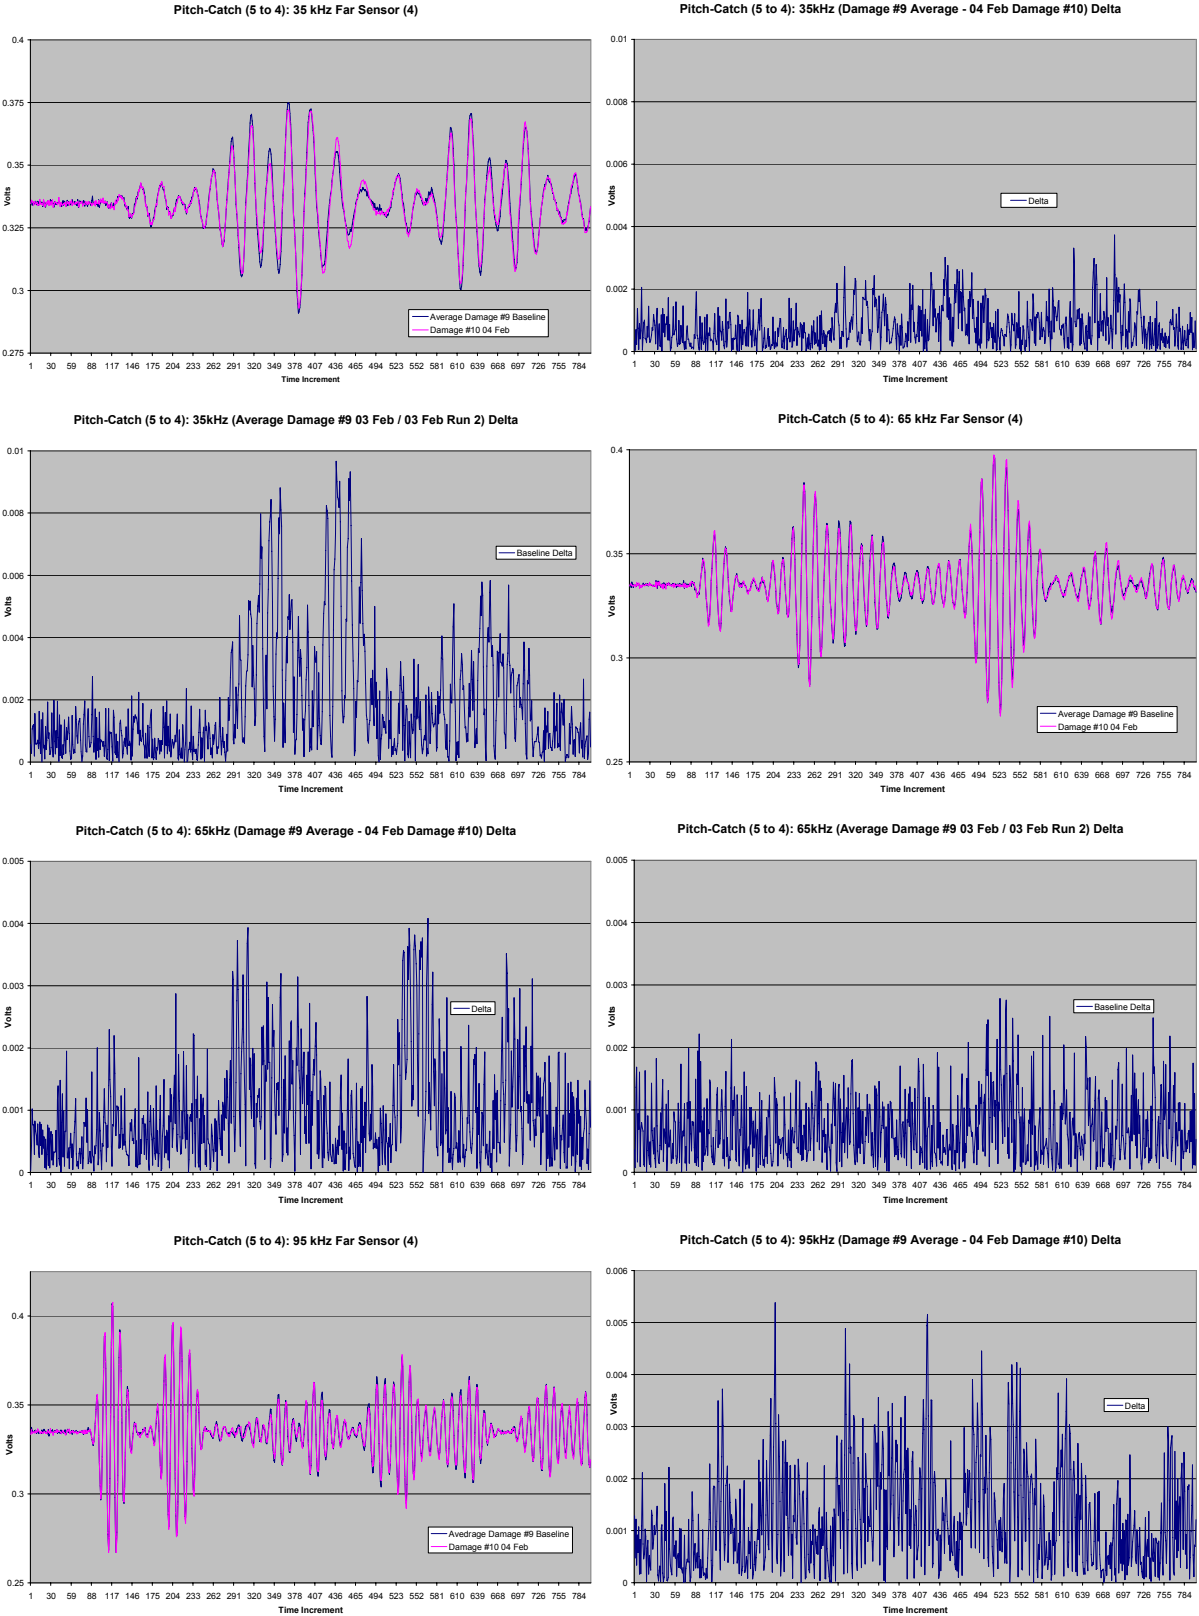 Pitch-Catch (5 to 4): 35 kHz Far Sensor (4)
0.4
0.375
0.35
0.325
0.3
0.275
Volts
Average Damage #9 Baseline
Damage #10 04 Feb
1 30 59 88 117 146 175 204 233 262 291 320 349 378 407 436 465 494 523 552 581 610 639 668 697 726 755 784
Time Increment
Pitch-Catch (5 to 4): 35kHz (Damage #9 Average - 04 Feb Damage #10) Delta
0.01
0.008
0.006
0.004
0.002
0
Volts
Delta
1 30 59 88 117 146 175 204 233 262 291 320 349 378 407 436 465 494 523 552 581 610 639 668 697 726 755 784
Time Increment
Pitch-Catch (5 to 4): 35kHz (Average Damage #9 03 Feb / 03 Feb Run 2) Delta
0.01
0.008
0.006
0.004
0.002
0
Volts
Baseline Delta
1 30 59 88 117 146 175 204 233 262 291 320 349 378 407 436 465 494 523 552 581 610 639 668 697 726 755 784
Time Increment
Pitch-Catch (5 to 4): 65 kHz Far Sensor (4)
0.4
0.35
0.3
0.25
Volts
Average Damage #9 Baseline
Damage #10 04 Feb
1 30 59 88 117 146 175 204 233 262 291 320 349 378 407 436 465 494 523 552 581 610 639 668 697 726 755 784
Time Increment
Pitch-Catch (5 to 4): 65kHz (Damage #9 Average - 04 Feb Damage #10) Delta
0.005
0.004
0.003
0.002
0.001
0
Volts
Delta
1 30 59 88 117 146 175 204 233 262 291 320 349 378 407 436 465 494 523 552 581 610 639 668 697 726 755 784
Time Increment
Pitch-Catch (5 to 4): 65kHz (Average Damage #9 03 Feb / 03 Feb Run 2) Delta
0.005
0.004
0.003
0.002
0.001
0
Volts
Baseline Delta
1 30 59 88 117 146 175 204 233 262 291 320 349 378 407 436 465 494 523 552 581 610 639 668 697 726 755 784
Time Increment
Pitch-Catch (5 to 4): 95 kHz Far Sensor (4)
0.4
0.35
0.3
0.25
Volts
Avedrage Damage #9 Baseline
Damage #10 04 Feb
1 30 59 88 117 146 175 204 233 262 291 320 349 378 407 436 465 494 523 552 581 610 639 668 697 726 755 784
Time Increment
Pitch-Catch (5 to 4): 95kHz (Damage #9 Average - 04 Feb Damage #10) Delta
0.006
0.005
0.004
0.003
0.002
0.001
0
Volts
Delta
1 30 59 88 117 146 175 204 233 262 291 320 349 378 407 436 465 494 523 552 581 610 639 668 697 726 755 784
Time Increment